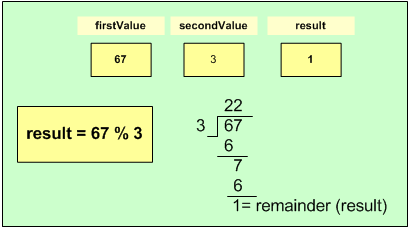 firstValue secondValue result
67 3 1
result = 67 % 3
22
3 67
6
7
6
1= remainder (result)